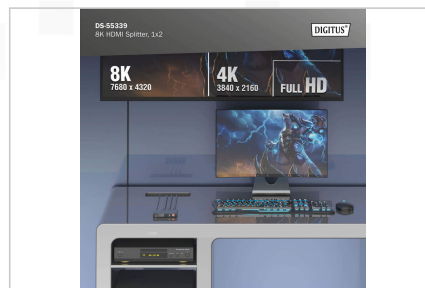 DS-55339
8K HDMI Splitter, 1x2
DIGITUS®
8K
7680 x 4320
4K
3840 x 2160
FULL HD